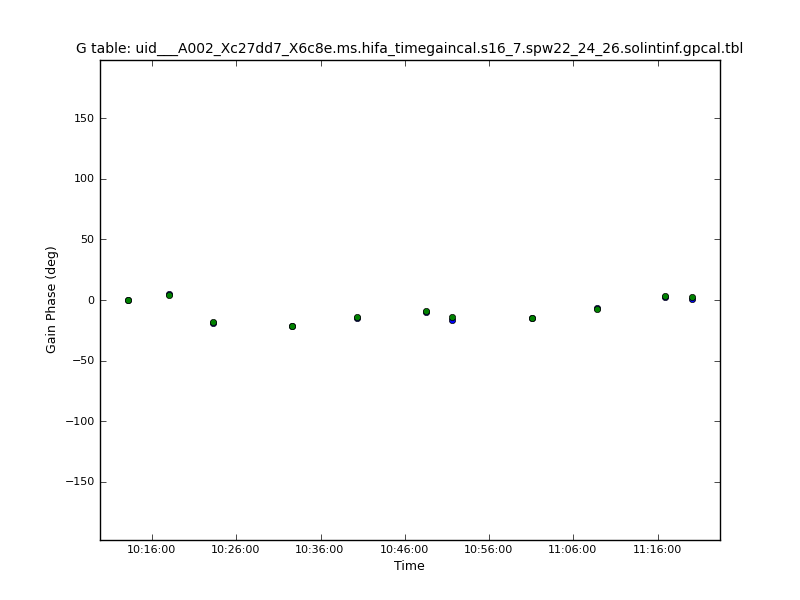 G table: uid___A002_Xc27dd7_X6c8e.ms.hifa_timegaincal.s16_7.spw22_24_26.solintinf.gpcal.tbl
150
100
50
0
−50
−100
−150
Gain Phase (deg)
10:16:00 10:26:00 10:36:00 10:46:00 10:56:00 11:06:00 11:16:00
Time